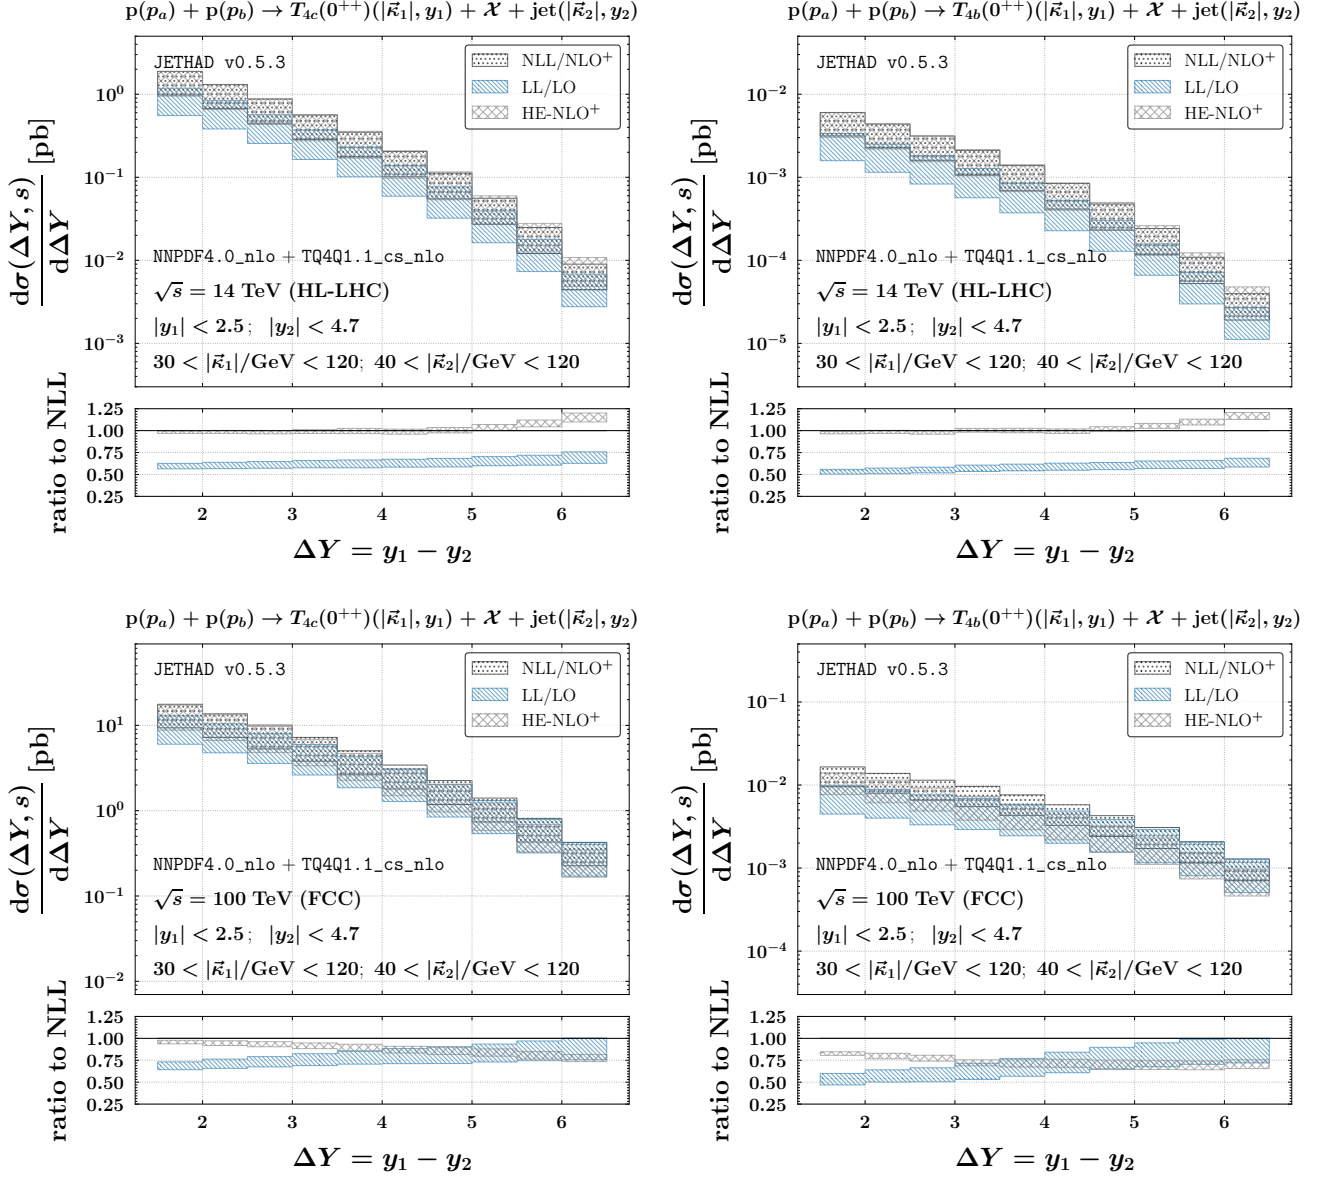 p(p_a) + p(p_b) → T_{4c}(0^{++})(|κ⃗_1|, y_1) + 𝒳 + jet(|κ⃗_2|, y_2)
JETHAD v0.5.3
NLL/NLO^+
LL/LO
HE-NLO^+
10^0
10^{-1}
10^{-2}
10^{-3}
dσ(ΔY, s)/dΔY [pb]
NNPDF4.0_nlo + TQ4Q1.1_cs_nlo
√s = 14 TeV (HL-LHC)
|y_1| < 2.5; |y_2| < 4.7
30 < |κ⃗_1|/GeV < 120; 40 < |κ⃗_2|/GeV < 120
ratio to NLL
1.25
1.00
0.75
0.50
0.25
2 3 4 5 6
ΔY = y_1 − y_2
p(p_a) + p(p_b) → T_{4b}(0^{++})(|κ⃗_1|, y_1) + 𝒳 + jet(|κ⃗_2|, y_2)
JETHAD v0.5.3
NLL/NLO^+
LL/LO
HE-NLO^+
10^{-2}
10^{-3}
10^{-4}
10^{-5}
dσ(ΔY, s)/dΔY [pb]
NNPDF4.0_nlo + TQ4Q1.1_cs_nlo
√s = 14 TeV (HL-LHC)
|y_1| < 2.5; |y_2| < 4.7
30 < |κ⃗_1|/GeV < 120; 40 < |κ⃗_2|/GeV < 120
ratio to NLL
1.25
1.00
0.75
0.50
0.25
2 3 4 5 6
ΔY = y_1 − y_2
p(p_a) + p(p_b) → T_{4c}(0^{++})(|κ⃗_1|, y_1) + 𝒳 + jet(|κ⃗_2|, y_2)
JETHAD v0.5.3
NLL/NLO^+
LL/LO
HE-NLO^+
10^1
10^0
10^{-1}
10^{-2}
dσ(ΔY, s)/dΔY [pb]
NNPDF4.0_nlo + TQ4Q1.1_cs_nlo
√s = 100 TeV (FCC)
|y_1| < 2.5; |y_2| < 4.7
30 < |κ⃗_1|/GeV < 120; 40 < |κ⃗_2|/GeV < 120
ratio to NLL
1.25
1.00
0.75
0.50
0.25
2 3 4 5 6
ΔY = y_1 − y_2
p(p_a) + p(p_b) → T_{4b}(0^{++})(|κ⃗_1|, y_1) + 𝒳 + jet(|κ⃗_2|, y_2)
JETHAD v0.5.3
NLL/NLO^+
LL/LO
HE-NLO^+
10^{-1}
10^{-2}
10^{-3}
10^{-4}
dσ(ΔY, s)/dΔY [pb]
NNPDF4.0_nlo + TQ4Q1.1_cs_nlo
√s = 100 TeV (FCC)
|y_1| < 2.5; |y_2| < 4.7
30 < |κ⃗_1|/GeV < 120; 40 < |κ⃗_2|/GeV < 120
ratio to NLL
1.25
1.00
0.75
0.50
0.25
2 3 4 5 6
ΔY = y_1 − y_2